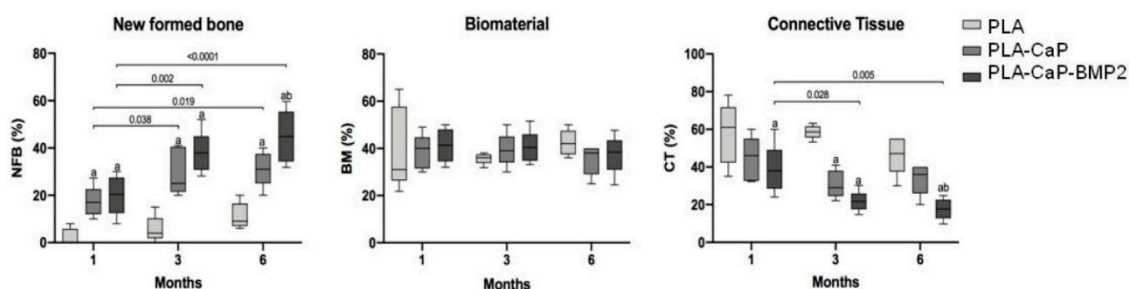 New formed bone
NFB (%)
80
60
40
20
0
<0.0001
0.002
0.019
0.038
a
a
a
a
a
ab
1
3
6
Months
Biomaterial
BM (%)
80
60
40
20
0
1
3
6
Months
Connective Tissue
CT (%)
80
60
40
20
0
0.005
0.028
a
a
a
ab
1
3
6
Months
PLA
PLA-CaP
PLA-CaP-BMP2